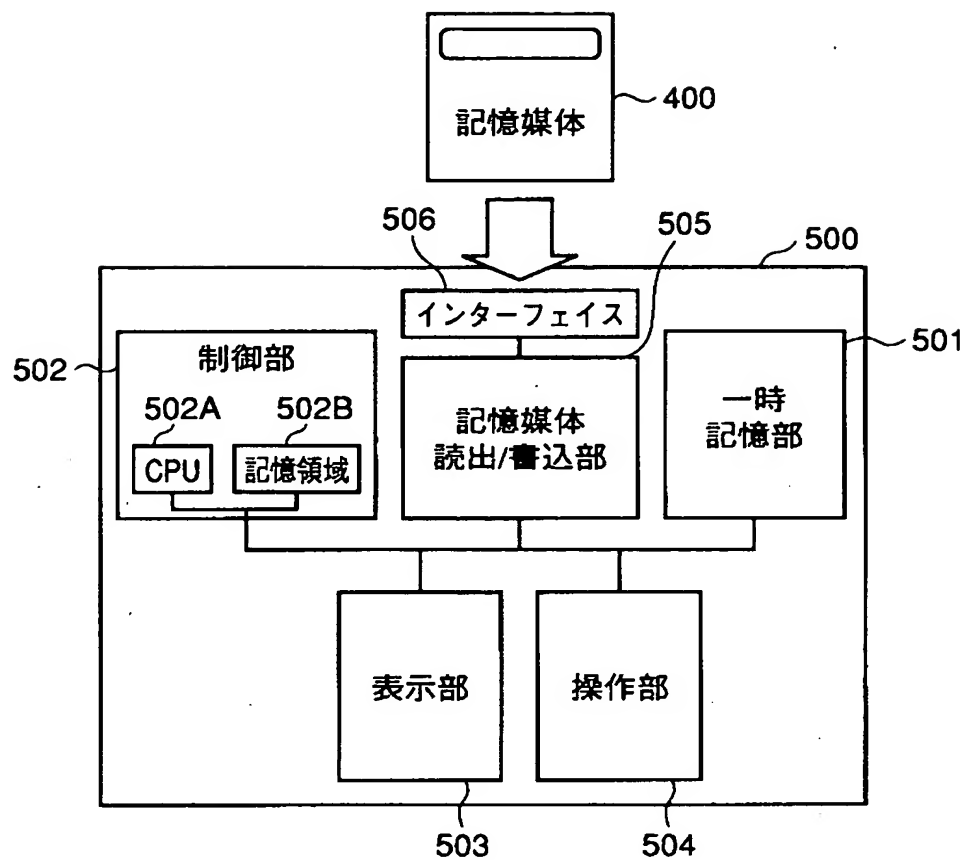 記憶媒体
400
506
505
500
インターフェイス
502
制御部
502A
502B
CPU
記憶領域
記憶媒体
読出/書込部
一時
記憶部
501
表示部
操作部
503
504